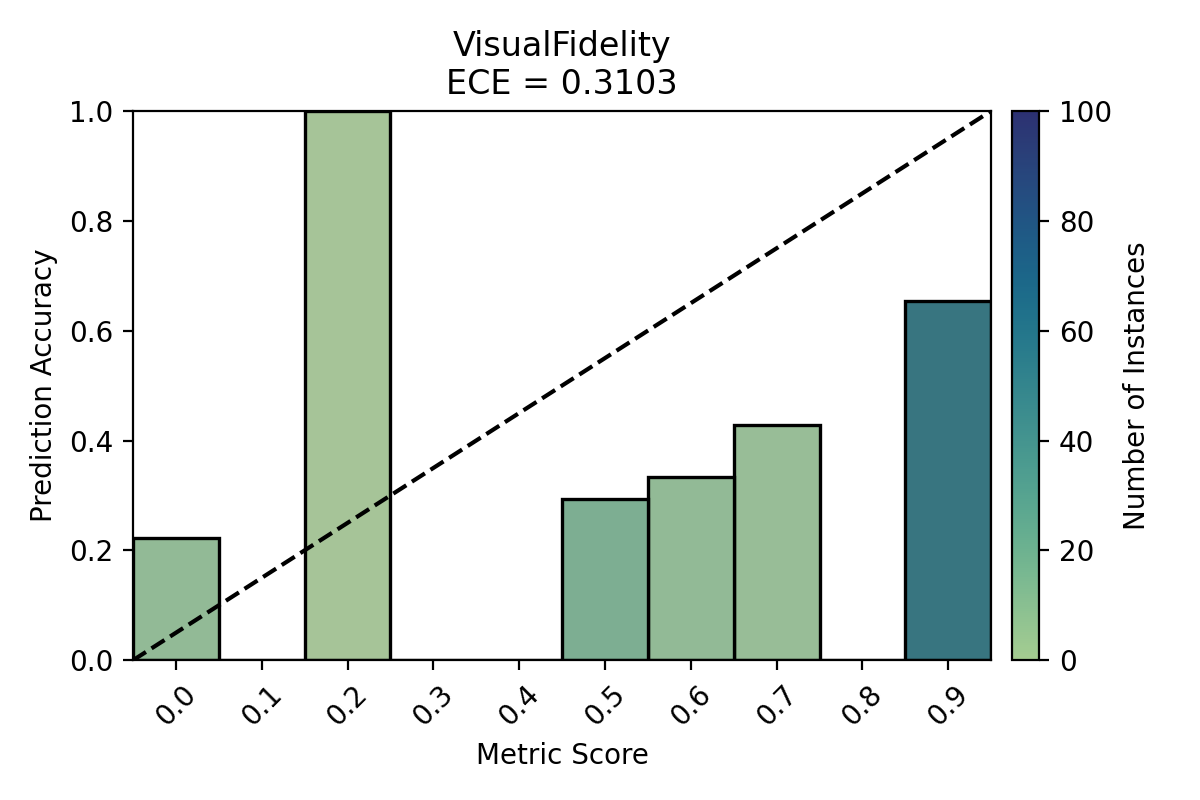 VisualFidelity
ECE = 0.3103
Prediction Accuracy
1.0
0.8
0.6
0.4
0.2
0.0
0.0 0.1 0.2 0.3 0.4 0.5 0.6 0.7 0.8 0.9
Metric Score
100
80
60
40
20
0
Number of Instances